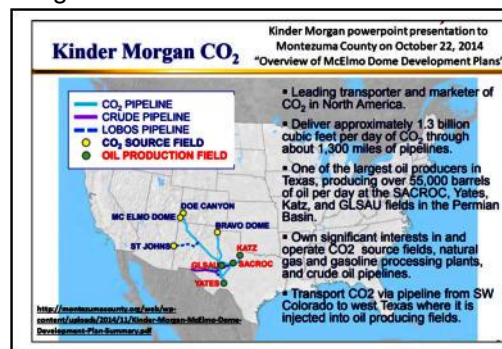 Kinder Morgan CO₂
Kinder Morgan powerpoint presentation to
Montezuma County on October 22, 2014
"Overview of McElmo Dome Development Plans"
CO₂ PIPELINE
CRUDE PIPELINE
LOBOS PIPELINE
CO₂ SOURCE FIELD
OIL PRODUCTION FIELD
DOE CANYON
MC ELMO DOME
BRAVO DOME
ST JOHNS
KATZ
GLSAU
SACROC
YATES
▪ Leading transporter and marketer of
CO₂ in North America.
▪ Deliver approximately 1.3 billion
cubic feet per day of CO₂ through
about 1,300 miles of pipelines.
▪ One of the largest oil producers in
Texas, producing over 55,000 barrels
of oil per day at the SACROC, Yates,
Katz, and GLSAU fields in the Permian
Basin.
▪ Own significant interests in and
operate CO2 source fields, natural
gas and gasoline processing plants,
and crude oil pipelines.
▪ Transport CO2 via pipeline from SW
Colorado to west Texas where it is
injected into oil producing fields.
http://montezumacounty.org/web/wp-
content/uploads/2014/11/Kinder-Morgan-McElmo-Dome-
Development-Plan-Summary.pdf